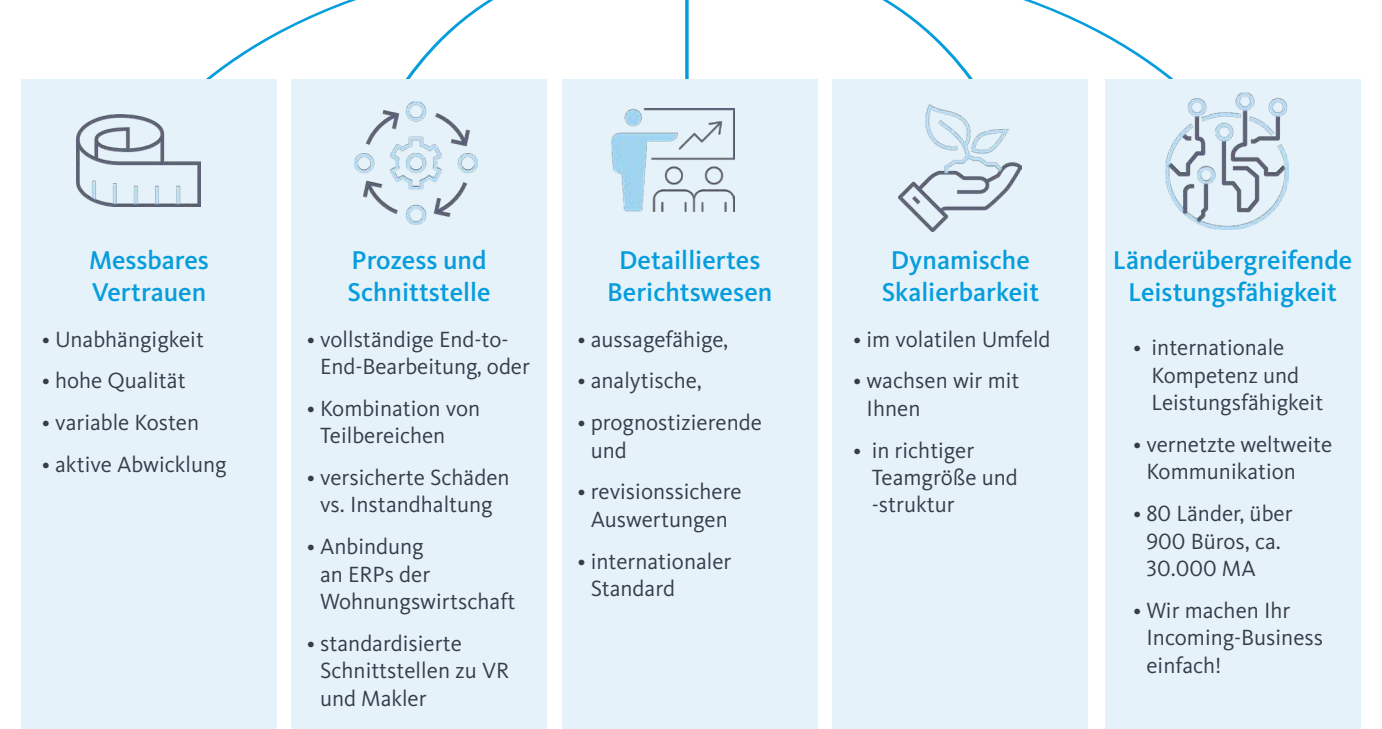 Messbares
Vertrauen
• Unabhängigkeit
• hohe Qualität
• variable Kosten
• aktive Abwicklung
Prozess und
Schnittstelle
• vollständige End-to-
End-Bearbeitung, oder
• Kombination von
Teilbereichen
• versicherte Schäden
vs. Instandhaltung
• Anbindung
an ERPs der
Wohnungswirtschaft
• standardisierte
Schnittstellen zu VR
und Makler
Detailliertes
Berichtswesen
• aussagefähige,
• analytische,
• prognostizierende
und
• revisionssichere
Auswertungen
• internationaler
Standard
Dynamische
Skalierbarkeit
• im volatilen Umfeld
• wachsen wir mit
Ihnen
• in richtiger
Teamgröße und
-struktur
Länderübergreifende
Leistungsfähigkeit
• internationale
Kompetenz und
Leistungsfähigkeit
• vernetzte weltweite
Kommunikation
• 80 Länder, über
900 Büros, ca.
30.000 MA
• Wir machen Ihr
Incoming-Business
einfach!